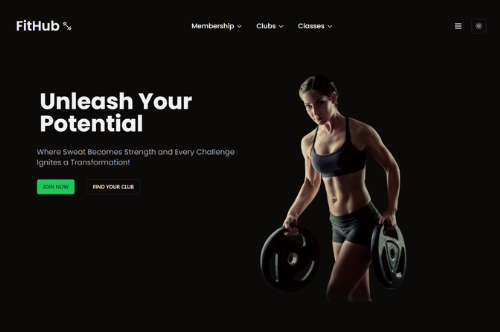 FitHub
Membership Clubs Classes
Unleash Your
Potential
Where Sweat Becomes Strength and Every Challenge
Ignites a Transformation!
JOIN NOW FIND YOUR CLUB